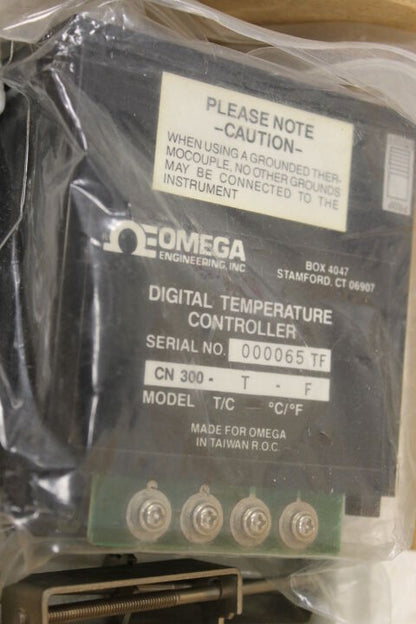 PLEASE NOTE
-CAUTION-
WHEN USING A GROUNDED THER-
MOCOUPLE, NO OTHER GROUNDS
MAY BE CONNECTED TO THE
INSTRUMENT
OMEGA
ENGINEERING, INC
BOX 4047
STAMFORD, CT 06907
DIGITAL TEMPERATURE
CONTROLLER
SERIAL NO. 000065 TF
CN 300 - T - F
MODEL T/C — °C/°F
MADE FOR OMEGA
IN TAIWAN R.O.C.